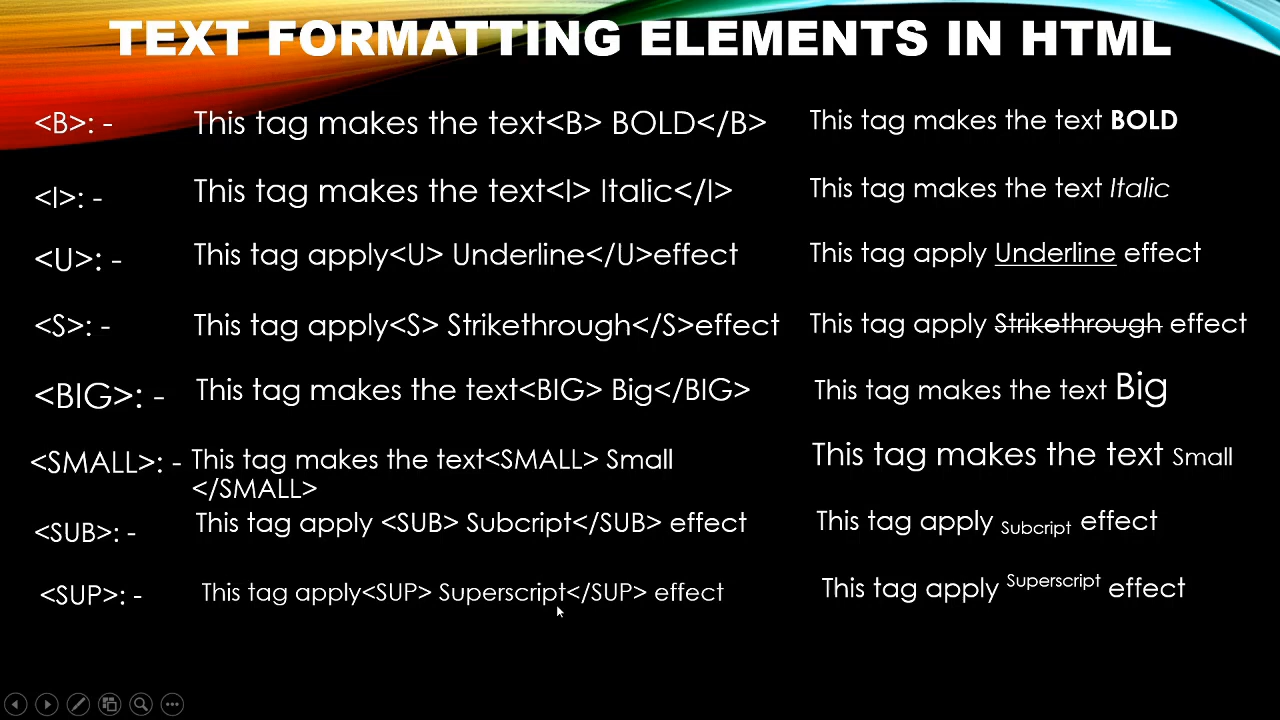 TEXT FORMATTING ELEMENTS IN HTML
<B>: - This tag makes the text<B> BOLD</B> This tag makes the text BOLD
<I>: - This tag makes the text<I> Italic</I> This tag makes the text Italic
<U>: - This tag apply<U> Underline</U>effect This tag apply Underline effect
<S>: - This tag apply<S> Strikethrough</S>effect This tag apply Strikethrough effect
<BIG>: - This tag makes the text<BIG> Big</BIG> This tag makes the text Big
<SMALL>: - This tag makes the text<SMALL> Small This tag makes the text Small
</SMALL>
<SUB>: - This tag apply <SUB> Subcript</SUB> effect This tag apply Subcript effect
<SUP>: - This tag apply<SUP> Superscript</SUP> effect This tag apply Superscript effect